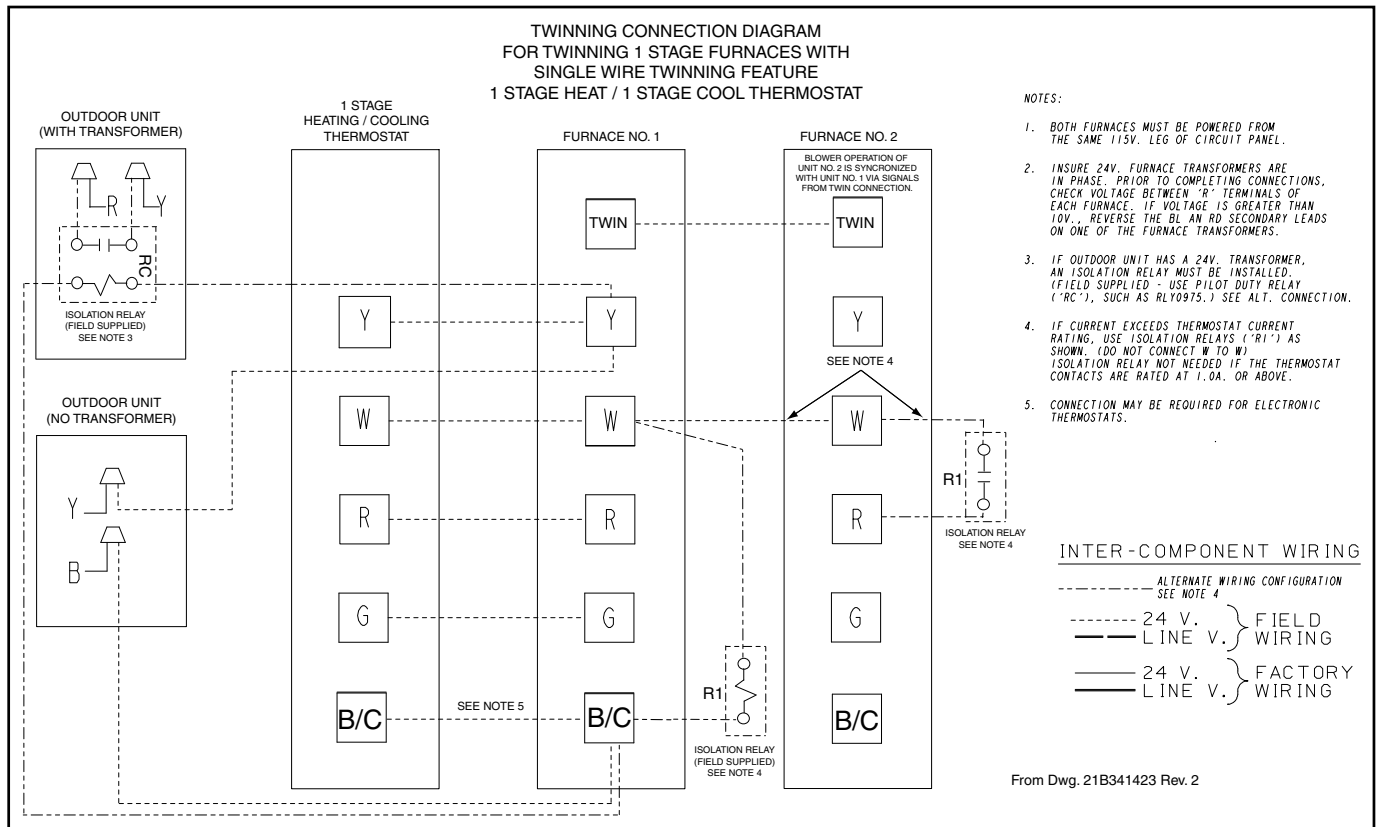 TWINNING CONNECTION DIAGRAM
FOR TWINNING 1 STAGE FURNACES WITH
SINGLE WIRE TWINNING FEATURE
1 STAGE HEAT / 1 STAGE COOL THERMOSTAT
OUTDOOR UNIT
(WITH TRANSFORMER)
R
Y
RC
ISOLATION RELAY
(FIELD SUPPLIED)
SEE NOTE 3
OUTDOOR UNIT
(NO TRANSFORMER)
Y
B
1 STAGE
HEATING / COOLING
THERMOSTAT
Y
W
R
G
B/C
SEE NOTE 5
FURNACE NO. 1
TWIN
Y
W
R
G
B/C
R1
ISOLATION RELAY
(FIELD SUPPLIED)
SEE NOTE 4
FURNACE NO. 2
BLOWER OPERATION OF
UNIT NO. 2 IS SYNCRONIZED
WITH UNIT NO. 1 VIA SIGNALS
FROM TWIN CONNECTION.
TWIN
Y
SEE NOTE 4
W
R
G
B/C
R1
ISOLATION RELAY
SEE NOTE 4
NOTES:
1. BOTH FURNACES MUST BE POWERED FROM
THE SAME 115V. LEG OF CIRCUIT PANEL.
2. INSURE 24V. FURNACE TRANSFORMERS ARE
IN PHASE. PRIOR TO COMPLETING CONNECTIONS,
CHECK VOLTAGE BETWEEN 'R' TERMINALS OF
EACH FURNACE. IF VOLTAGE IS GREATER THAN
10V., REVERSE THE BL AN RD SECONDARY LEADS
ON ONE OF THE FURNACE TRANSFORMERS.
3. IF OUTDOOR UNIT HAS A 24V. TRANSFORMER,
AN ISOLATION RELAY MUST BE INSTALLED.
(FIELD SUPPLIED - USE PILOT DUTY RELAY
('RC'), SUCH AS RLY0975.) SEE ALT. CONNECTION.
4. IF CURRENT EXCEEDS THERMOSTAT CURRENT
RATING, USE ISOLATION RELAYS ('R1') AS
SHOWN. (DO NOT CONNECT W TO W)
ISOLATION RELAY NOT NEEDED IF THE THERMOSTAT
CONTACTS ARE RATED AT 1.0A. OR ABOVE.
5. CONNECTION MAY BE REQUIRED FOR ELECTRONIC
THERMOSTATS.
INTER-COMPONENT WIRING
ALTERNATE WIRING CONFIGURATION
SEE NOTE 4
24 V.
LINE V.
FIELD
WIRING
24 V.
LINE V.
FACTORY
WIRING
From Dwg. 21B341423 Rev. 2